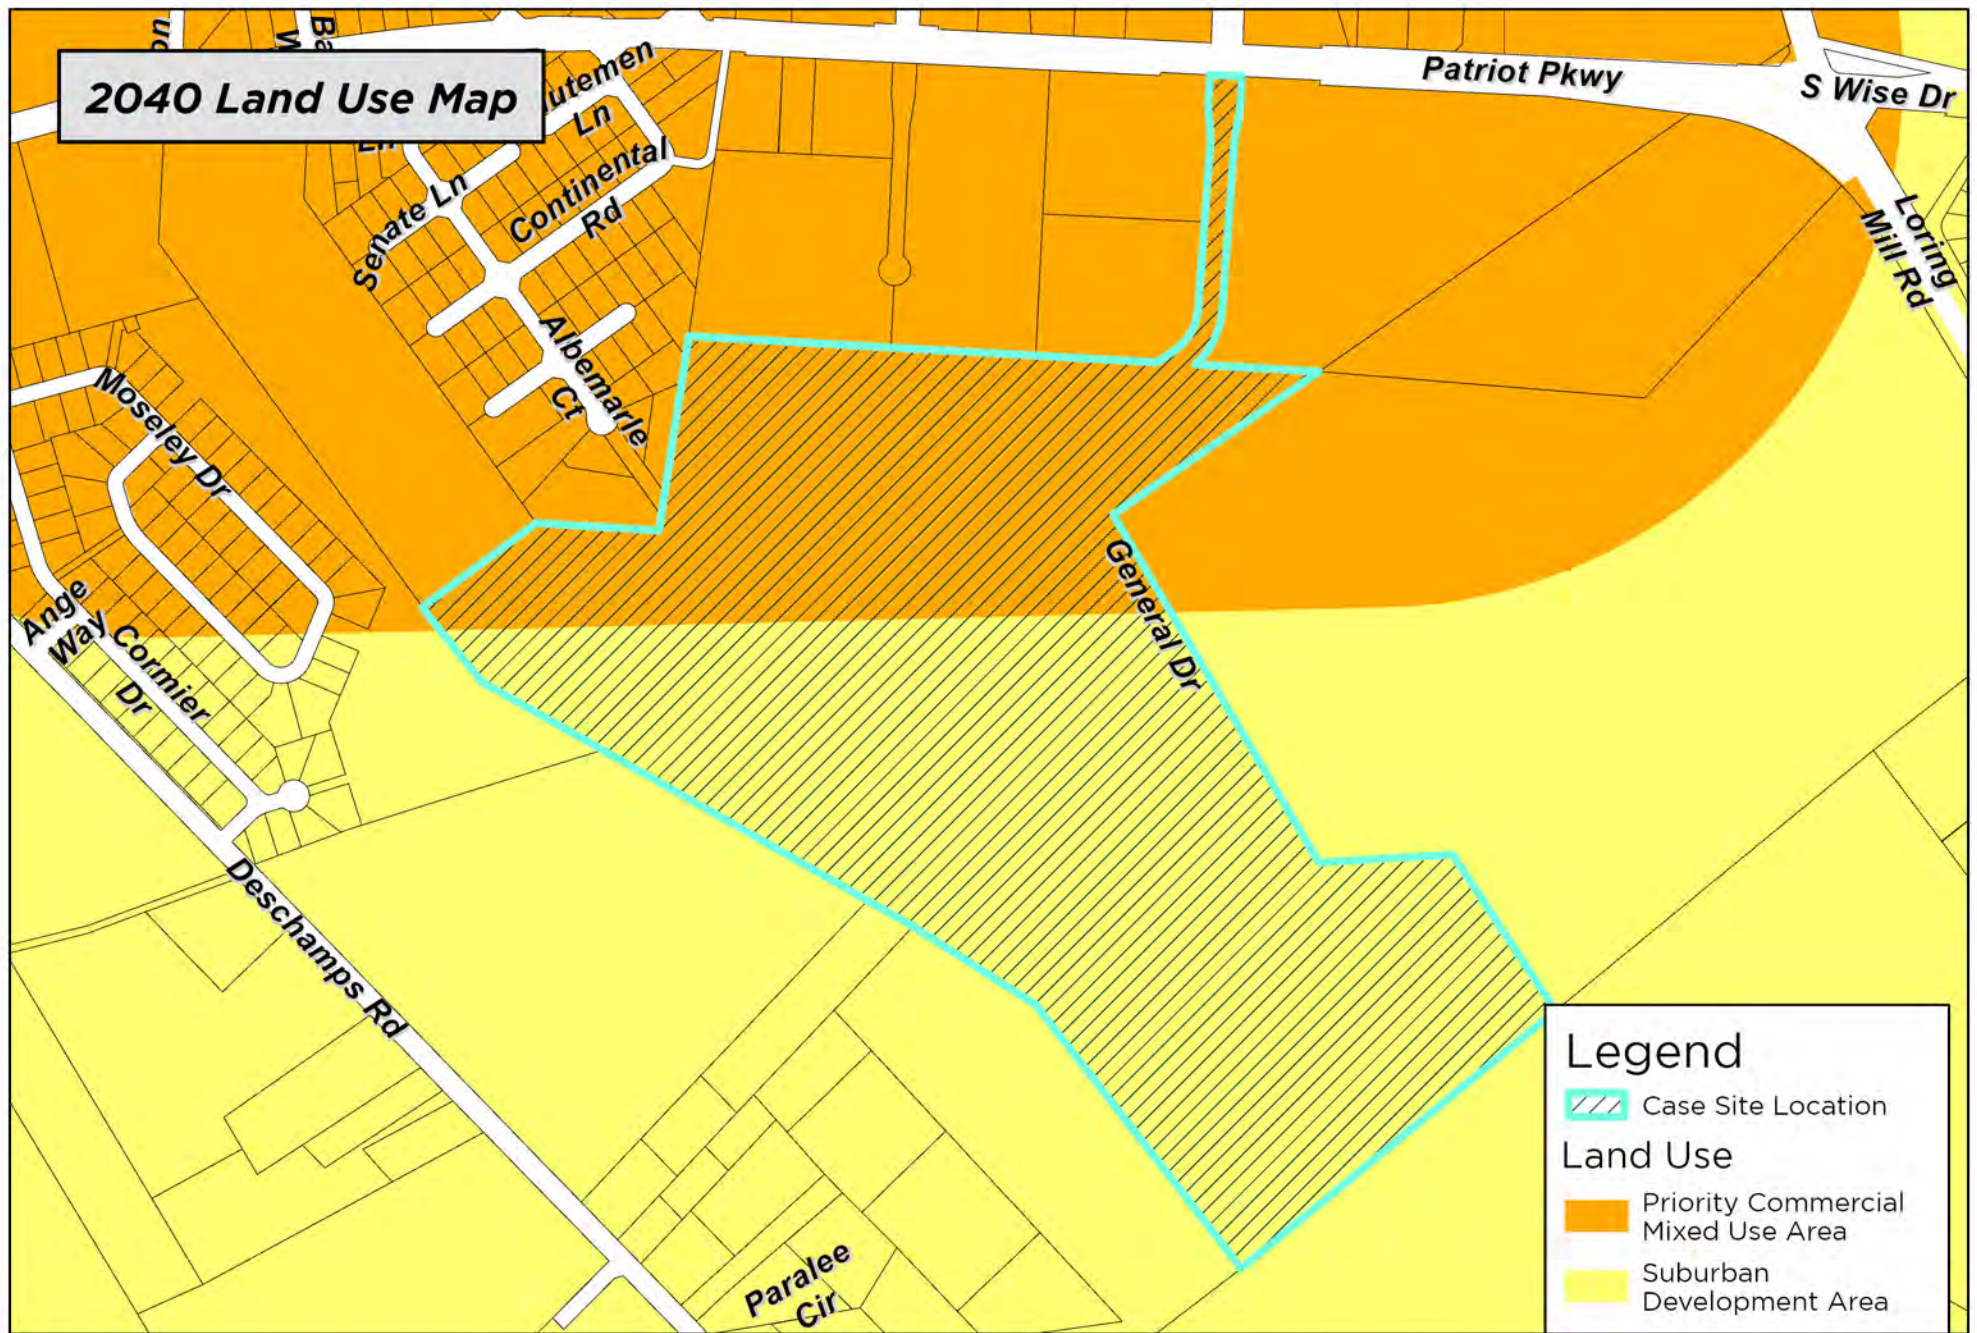 2040 Land Use Map
Patriot Pkwy
S Wise Dr
Ln
Senate Ln
Continental
Rd
Loring
Mill Rd
Albemarle
Ct
Moseley Dr
General Dr
Ange
Way
Cormier
Dr
Deschamps Rd
Paralee
Cir
Legend
Case Site Location
Land Use
Priority Commercial
Mixed Use Area
Suburban
Development Area